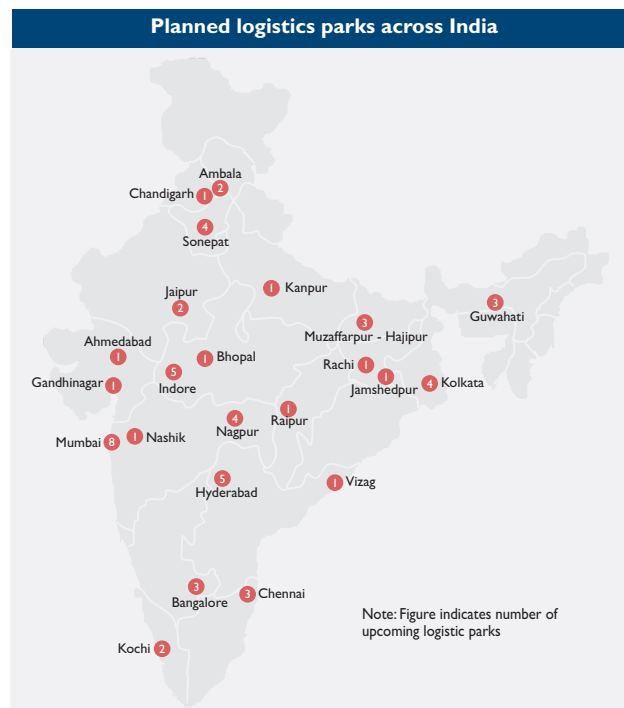 Planned logistics parks across India
Ambala
2
Chandigarh 1
4
Sonepat
1 Kanpur
Jaipur
2
3
Guwahati
3
Muzaffarpur - Hajipur
Ahmedabad
1
1 Bhopal
Rachi 1
5
Indore
1
Jamshedpur
4 Kolkata
Gandhinagar 1
1
Raipur
4
Nagpur
Mumbai 8
1 Nashik
5
Hyderabad
1 Vizag
3
Bangalore
3 Chennai
Note: Figure indicates number of
upcoming logistic parks
Kochi 2